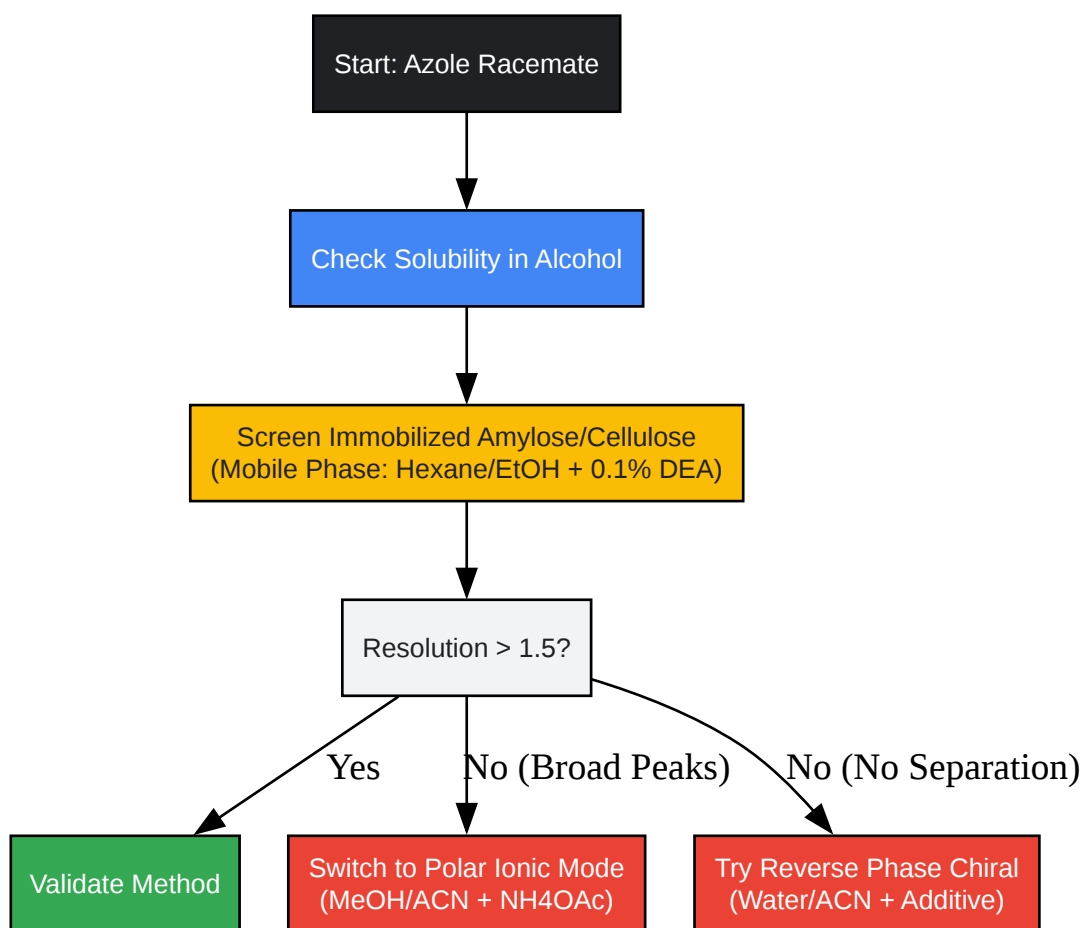 Start: Azole Racemate
Check Solubility in Alcohol
Screen Immobilized Amylose/Cellulose
(Mobile Phase: Hexane/EtOH + 0.1% DEA)
Resolution > 1.5?
Yes
No (Broad Peaks)
No (No Separation)
Validate Method
Switch to Polar Ionic Mode
(MeOH/ACN + NH4OAc)
Try Reverse Phase Chiral
(Water/ACN + Additive)